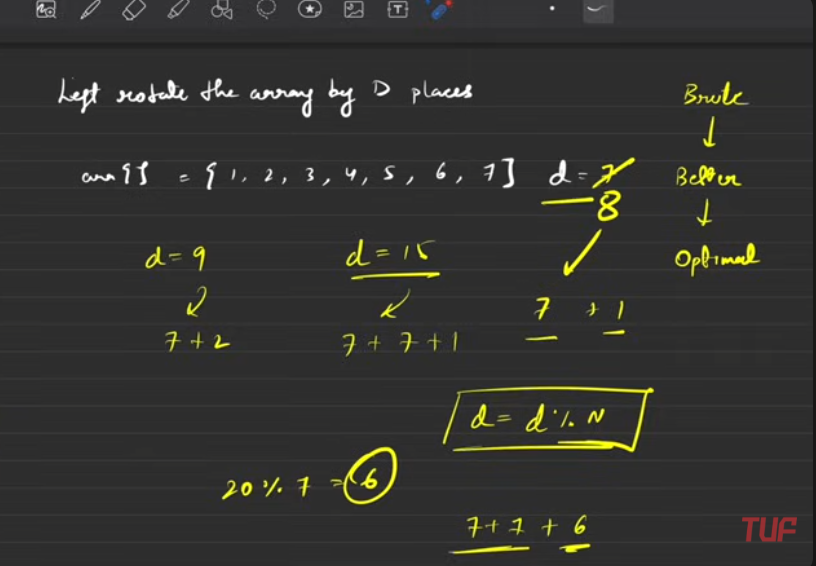 Left rotate the array by D places
Brute
arr[] = {1, 2, 3, 4, 5, 6, 7] d = 7
8
Better
Optimal
d = 9
d = 15
7 + 2
7 + 7 + 1
7 + 1
d = d % N
20 % 7 = 6
7 + 7 + 6
TUF